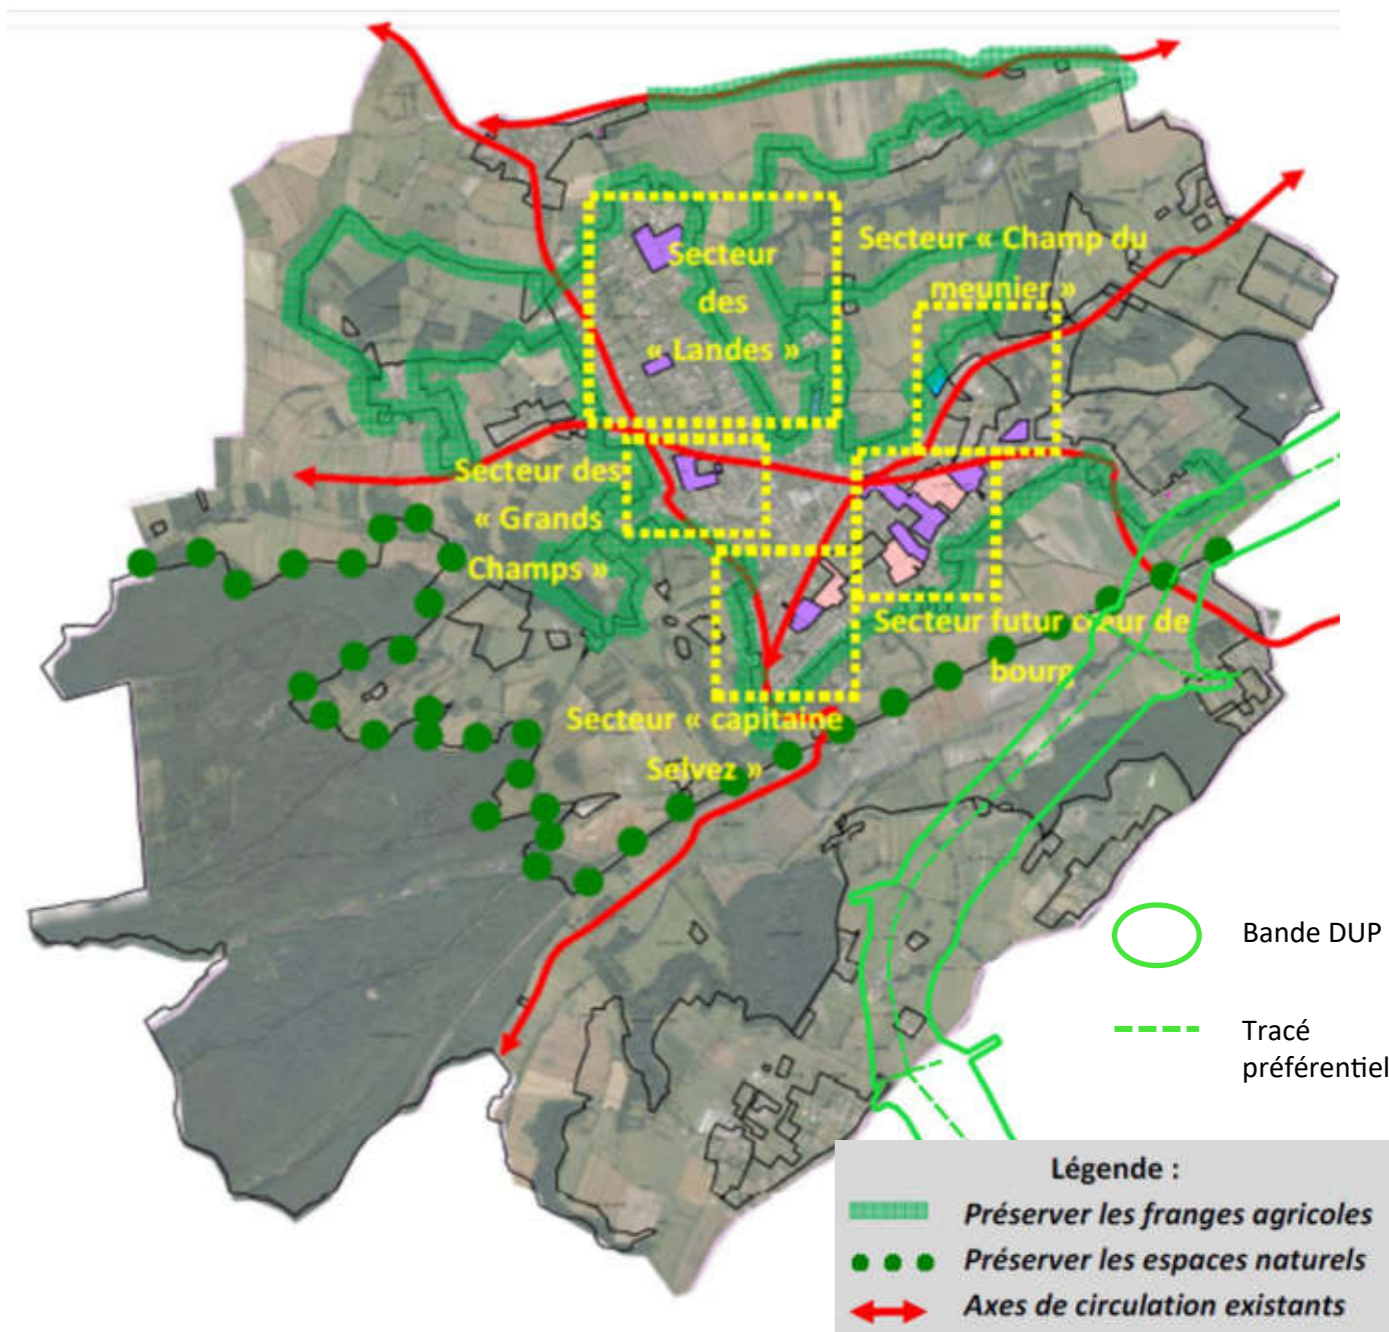 Secteur
des
« Landes »
Secteur « Champ du
meunier »
Secteur des
« Grands
Champs »
Secteur futur cœur de
bourg
Secteur « capitaine
Selvez »
Bande DUP
Tracé
préférentiel
Légende :
Préserver les franges agricoles
Préserver les espaces naturels
Axes de circulation existants